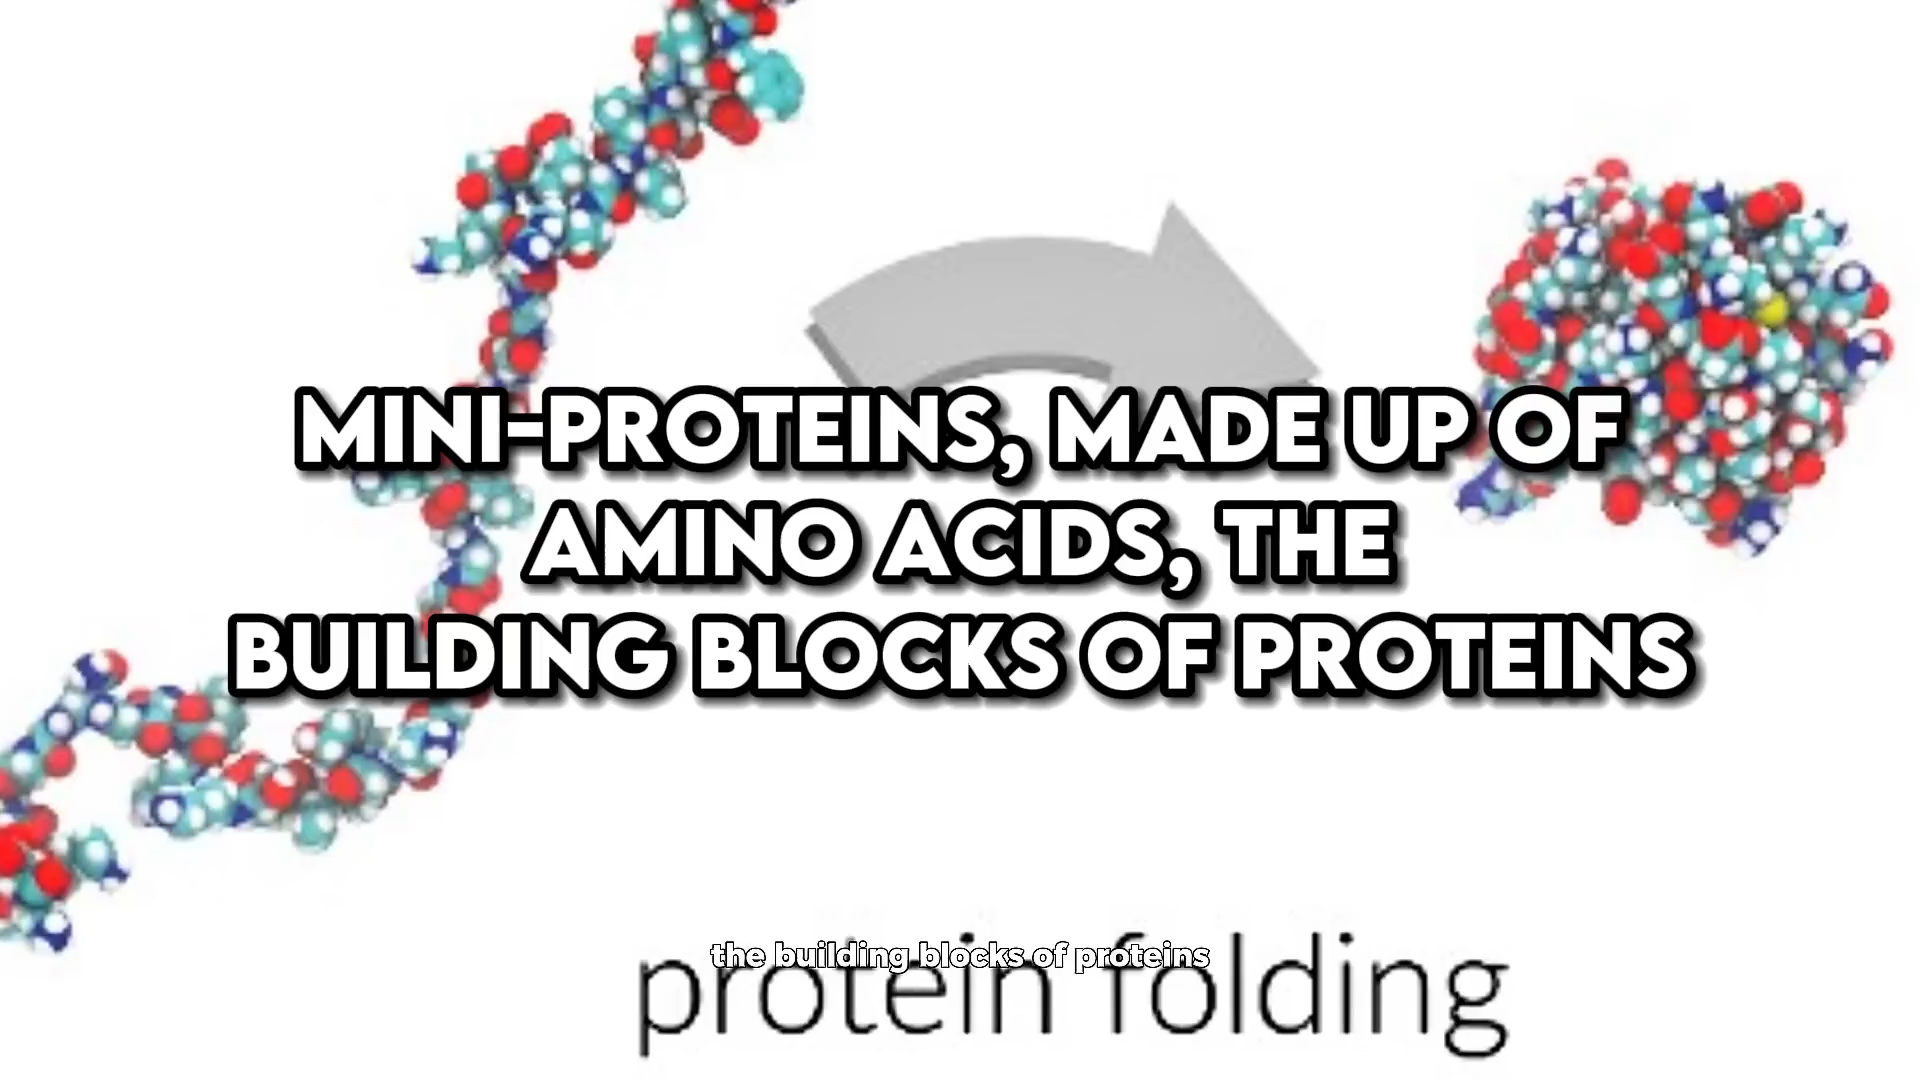 MINI-PROTEINS, MADE UP OF
AMINO ACIDS, THE
BUILDING BLOCKS OF PROTEINS
the building blocks of proteins
protein folding